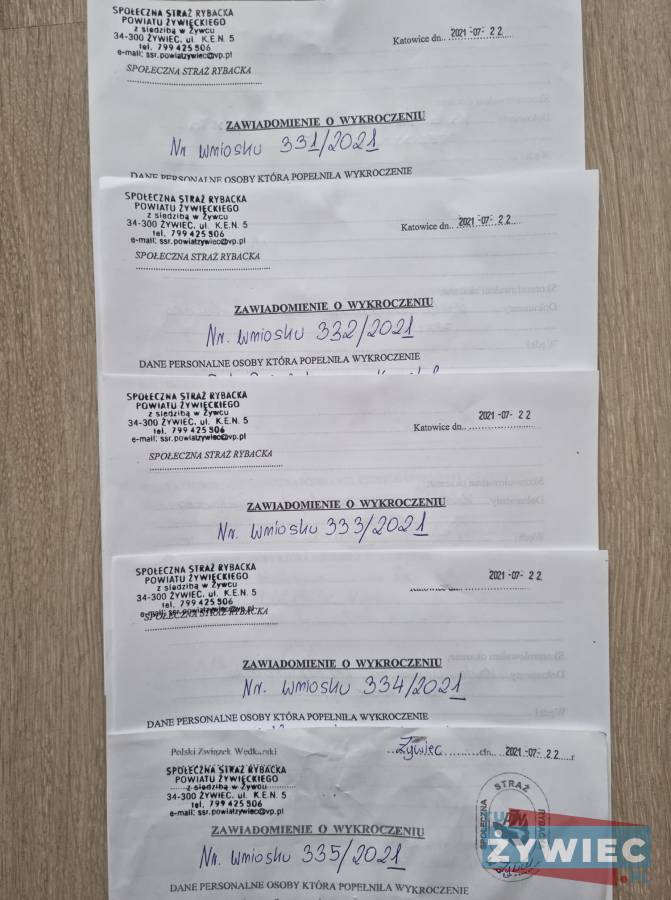 SPOŁECZNA STRAŻ RYBACKA
POWIATU ŻYWIECKIEGO
z siedzibą w Żywcu
34-300 ŻYWIEC, ul. K.E.N. 5
tel. 799 425 506
e-mail: ssr.powiatzywiec@vp.pl
SPOŁECZNA STRAŻ RYBACKA
Katowice dn. 2021-07-22
ZAWIADOMIENIE O WYKROCZENIU
Nr. wniosku 331/2021
DANE PERSONALNE OSOBY KTÓRA POPEŁNIŁA WYKROCZENIE
SPOŁECZNA STRAŻ RYBACKA
POWIATU ŻYWIECKIEGO
z siedzibą w Żywcu
34-300 ŻYWIEC, ul. K.E.N. 5
tel. 799 425 506
e-mail: ssr.powiatzywiec@vp.pl
SPOŁECZNA STRAŻ RYBACKA
Katowice dn. 2021-07-22
ZAWIADOMIENIE O WYKROCZENIU
Nr. wniosku 332/2021
DANE PERSONALNE OSOBY KTÓRA POPEŁNIŁA WYKROCZENIE
SPOŁECZNA STRAŻ RYBACKA
POWIATU ŻYWIECKIEGO
z siedzibą w Żywcu
34-300 ŻYWIEC, ul. K.E.N. 5
tel. 799 425 506
e-mail: ssr.powiatzywiec@vp.pl
SPOŁECZNA STRAŻ RYBACKA
2021-07-22
Katowice dn.
ZAWIADOMIENIE O WYKROCZENIU
Nr. wniosku 333/2021
SPOŁECZNA STRAŻ RYBACKA
POWIATU ŻYWIECKIEGO
z siedzibą w Żywcu
34-300 ŻYWIEC, ul. K.E.N. 5
tel. 799 425 506
e-mail: ssr.powiatzywiec@vp.pl
SPOŁECZNA STRAŻ RYBACKA
2021-07-22
Katowice dn.
ZAWIADOMIENIE O WYKROCZENIU
Nr. wniosku 334/2021
DANE PERSONALNE OSOBY KTÓRA POPEŁNIŁA WYKROCZENIE
Polski Związek Wędkarski
Żywiec dn. 2021-07-22 r
SPOŁECZNA STRAŻ RYBACKA
POWIATU ŻYWIECKIEGO
z siedzibą w Żywcu
34-300 ŻYWIEC, ul. K.E.N. 5
tel. 799 425 506
e-mail: ssr.powiatzywiec@vp.pl
SPOŁECZNA STRAŻ RYBACKA
ZAWIADOMIENIE O WYKROCZENIU
Nr. wniosku 335/2021
DANE PERSONALNE OSOBY KTÓRA POPEŁNIŁA WYKROCZENIE
ŻYWIEC